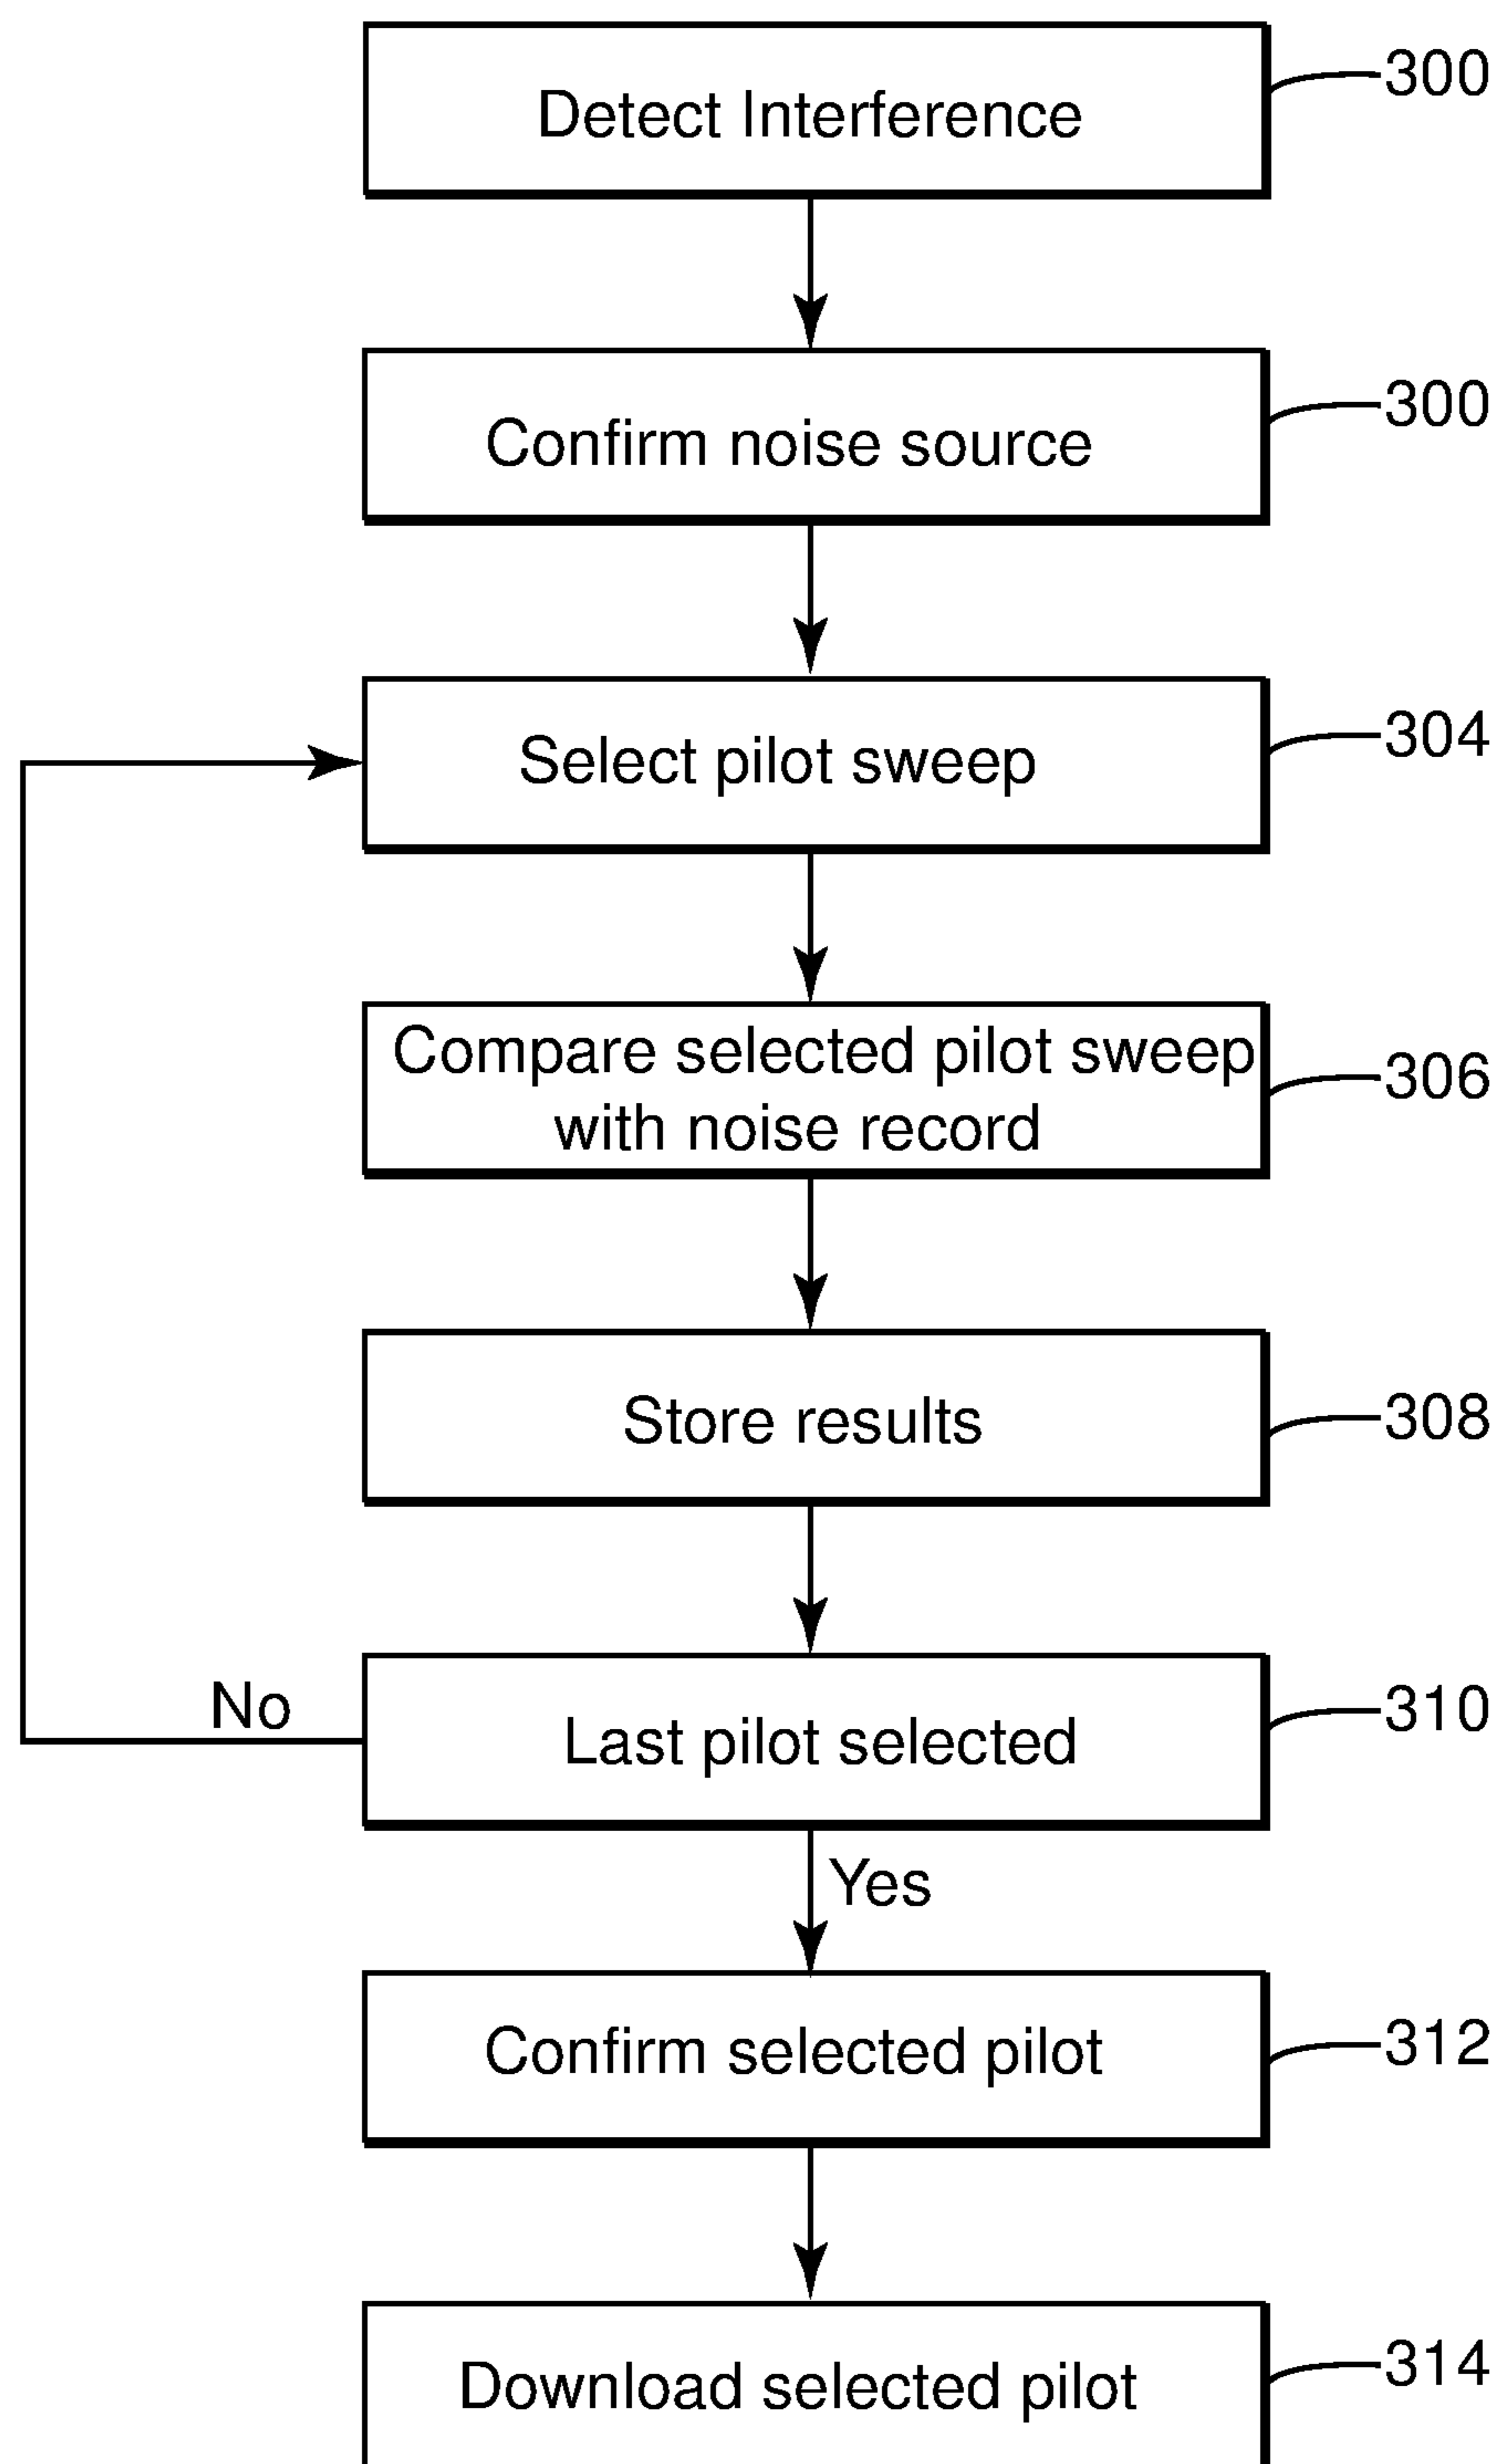 Detect Interference
300
Confirm noise source
300
Select pilot sweep
304
Compare selected pilot sweep
with noise record
306
Store results
308
Last pilot selected
310
No
Yes
Confirm selected pilot
312
Download selected pilot
314